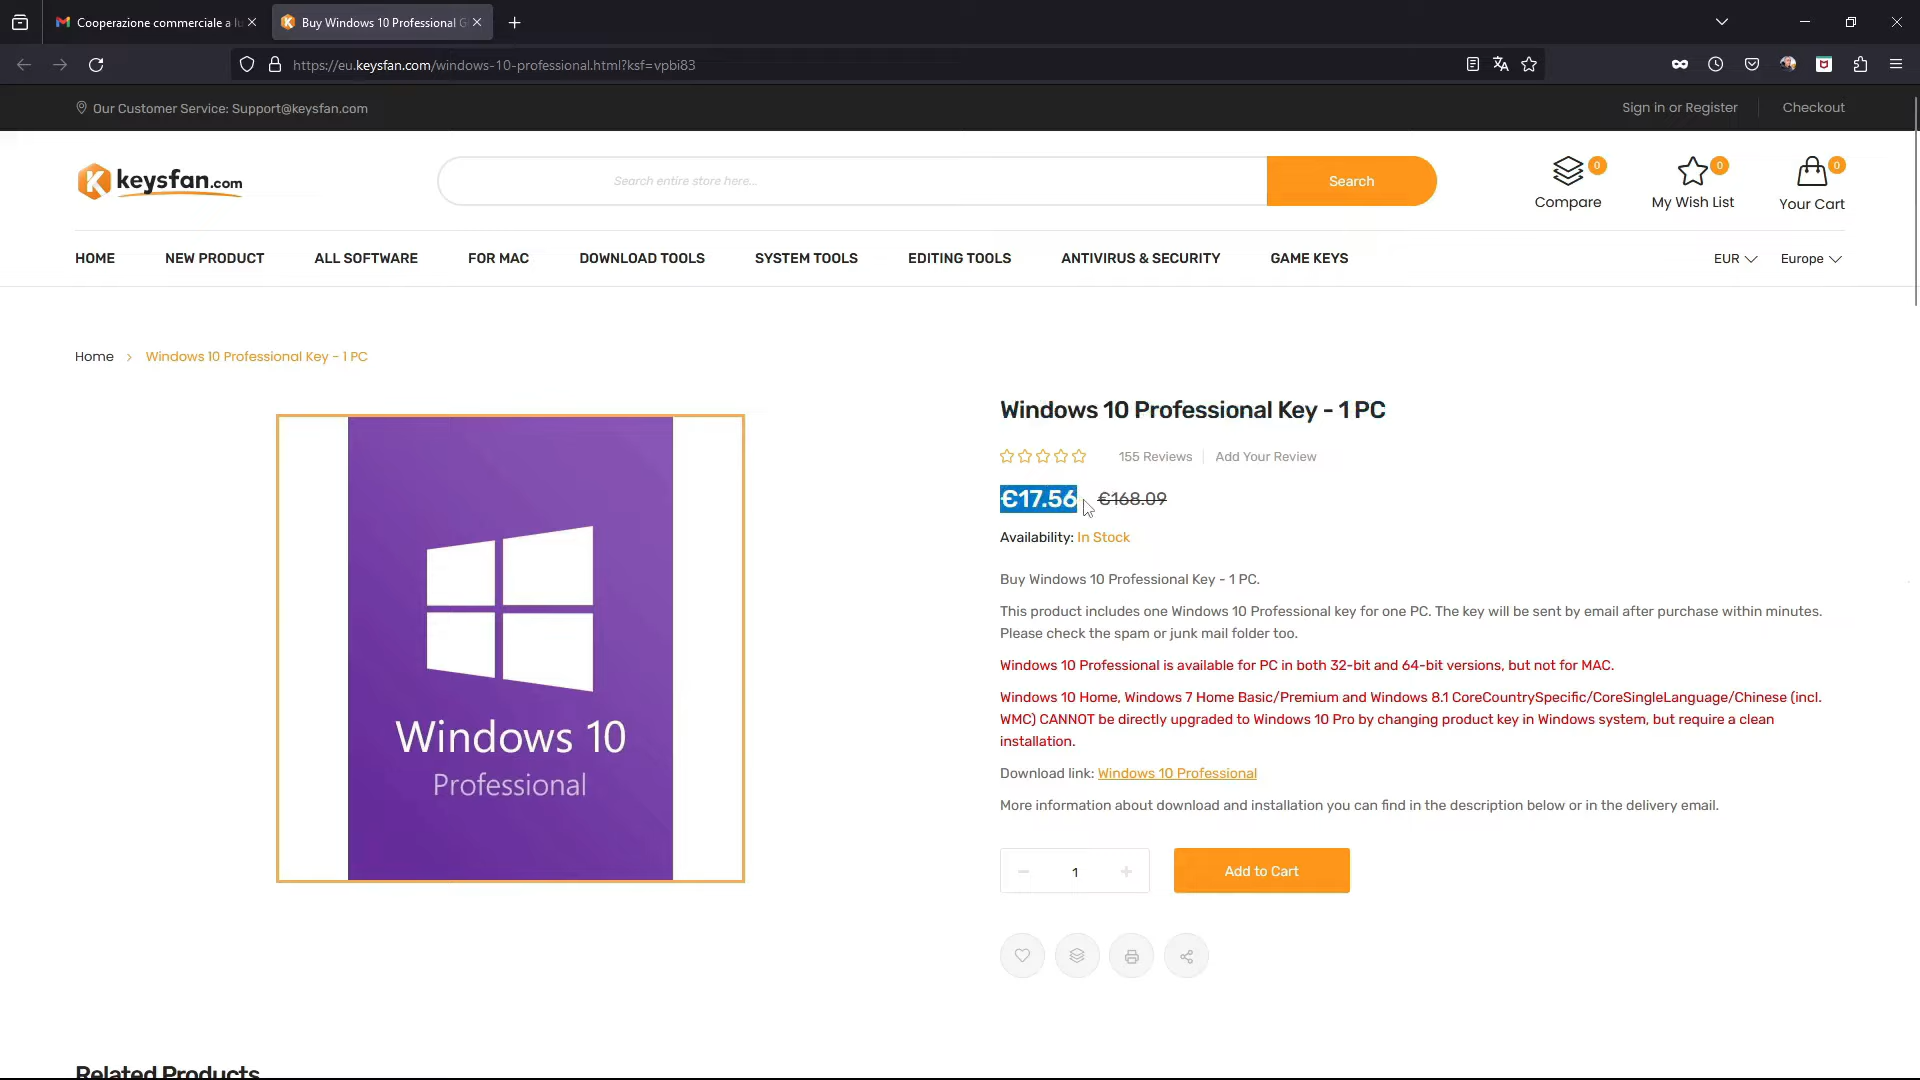 Cooperazione commerciale a lu
Buy Windows 10 Professional G
https://eu.keysfan.com/windows-10-professional.html?ksf=vpbi83
Our Customer Service: Support@keysfan.com
Sign in or Register
Checkout
K keysfan.com
Search entire store here...
Search
0
0
0
Compare
My Wish List
Your Cart
HOME
NEW PRODUCT
ALL SOFTWARE
FOR MAC
DOWNLOAD TOOLS
SYSTEM TOOLS
EDITING TOOLS
ANTIVIRUS & SECURITY
GAME KEYS
EUR
Europe
Home > Windows 10 Professional Key - 1 PC
Windows 10
Professional
Windows 10 Professional Key - 1 PC
155 Reviews
Add Your Review
€17.56 €168.09
Availability: In Stock
Buy Windows 10 Professional Key - 1 PC.
This product includes one Windows 10 Professional key for one PC. The key will be sent by email after purchase within minutes.
Please check the spam or junk mail folder too.
Windows 10 Professional is available for PC in both 32-bit and 64-bit versions, but not for MAC.
Windows 10 Home, Windows 7 Home Basic/Premium and Windows 8.1 CoreCountrySpecific/CoreSingleLanguage/Chinese (incl.
WMC) CANNOT be directly upgraded to Windows 10 Pro by changing product key in Windows system, but require a clean
installation.
Download link: Windows 10 Professional
More information about download and installation you can find in the description below or in the delivery email.
− 1 +
Add to Cart
Related Products